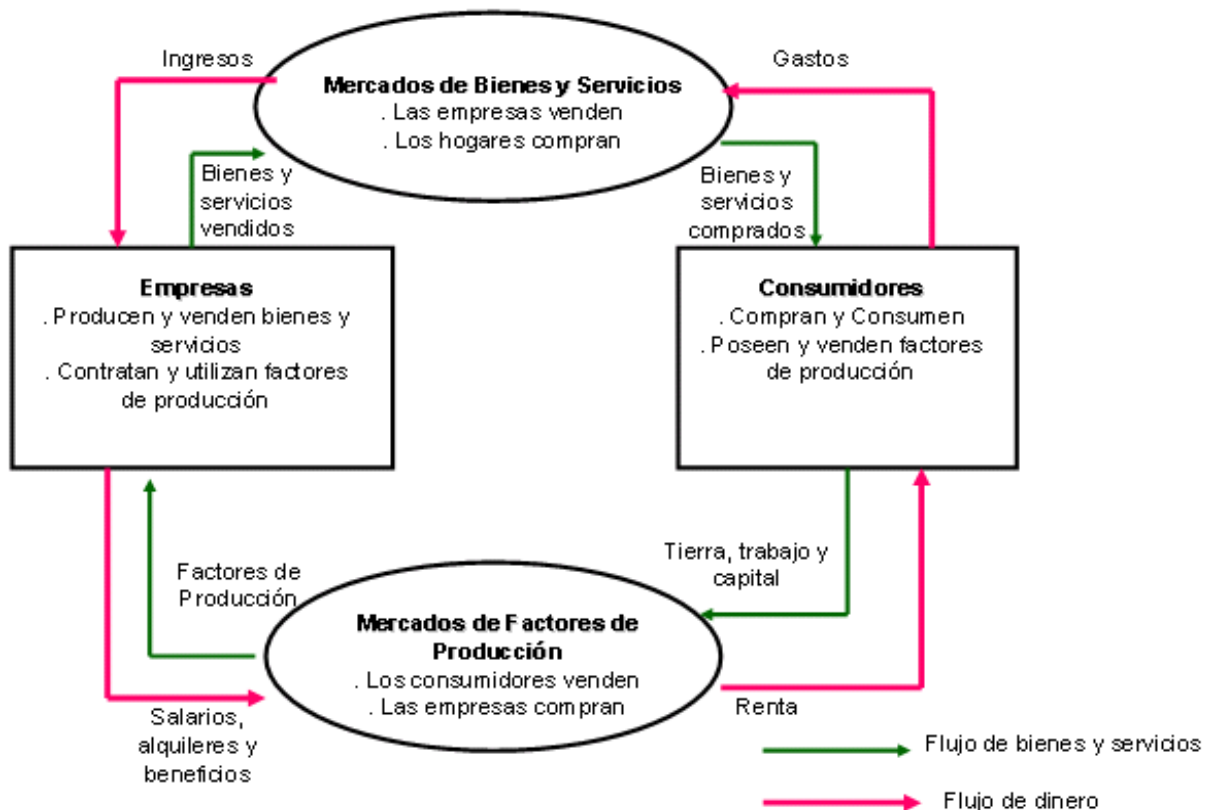 Ingresos
Gastos
Mercados de Bienes y Servicios
. Las empresas venden
. Los hogares compran
Bienes y
servicios
vendidos
Bienes y
servicios
comprados
Empresas
. Producen y venden bienes y
servicios
. Contratan y utilizan factores
de producción
Consumidores
. Compran y Consumen
. Poseen y venden factores
de producción
Factores de
Producción
Tierra, trabajo y
capital
Mercados de Factores de
Producción
. Los consumidores venden
. Las empresas compran
Salarios,
alquileres y
beneficios
Renta
Flujo de bienes y servicios
Flujo de dinero